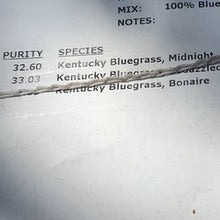 MIX: 100% Blue
NOTES:
PURITY SPECIES
32.60 Kentucky Bluegrass, Midnight
33.03 Kentucky Bluegrass,
Kentucky Bluegrass, Bonaire